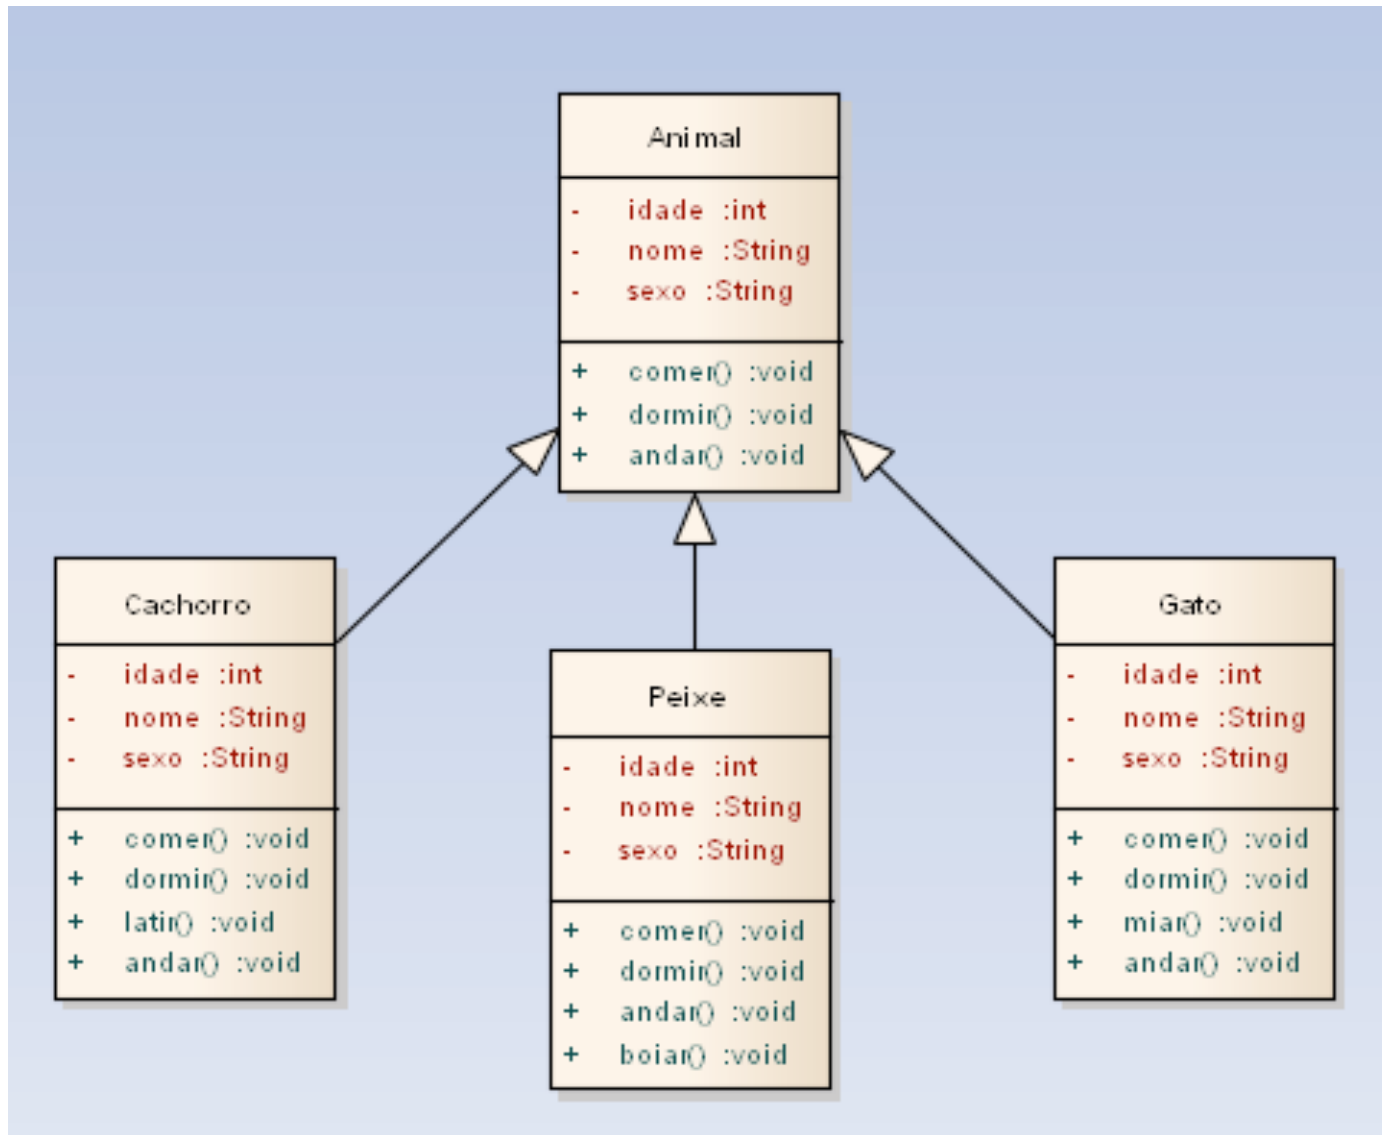 Animal
- idade :int
- nome :String
- sexo :String
+ comer() :void
+ dormir() :void
+ andar() :void
Cachorro
- idade :int
- nome :String
- sexo :String
+ comer() :void
+ dormir() :void
+ latir() :void
+ andar() :void
Peixe
- idade :int
- nome :String
- sexo :String
+ comer() :void
+ dormir() :void
+ andar() :void
+ boiar() :void
Gato
- idade :int
- nome :String
- sexo :String
+ comer() :void
+ dormir() :void
+ miar() :void
+ andar() :void